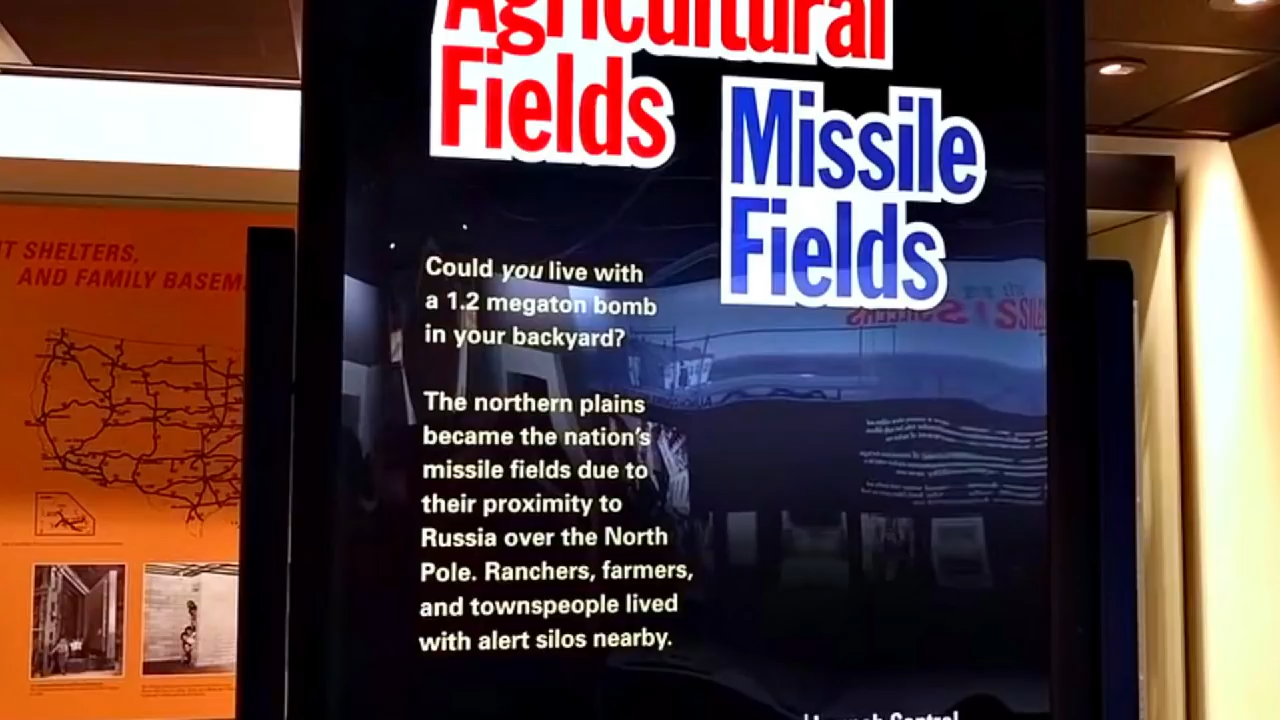 Agricultural
Fields
Missile
Fields
T SHELTERS,
AND FAMILY BASEM
Could you live with
a 1.2 megaton bomb
in your backyard?
The northern plains
became the nation's
missile fields due to
their proximity to
Russia over the North
Pole. Ranchers, farmers,
and townspeople lived
with alert silos nearby.